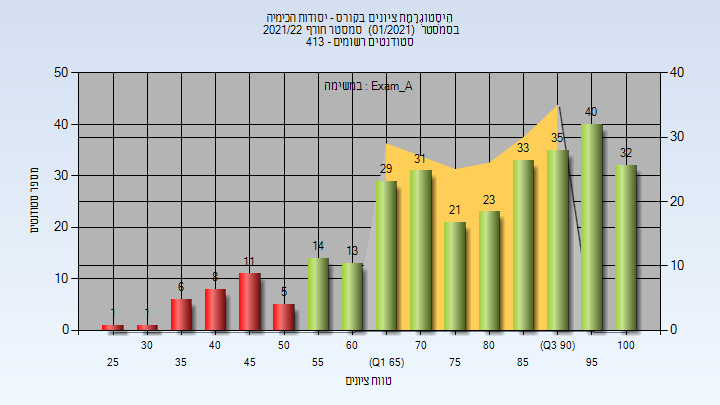 היסטוגרמת ציונים בקורס - יסודות הכימיה
בסמסטר (01/2021) סמסטר חורף 2021/22
סטודנטים רשומים - 413
במשימה : Exam_A
50 40
40 30
30 20
20 10
10 0
0
מספר סטודנטים
1 1 6 8 11 5 14 13 29 31 21 23 33 35 40 32
30 40 50 60 70 80 (Q3 90) 100
25 35 45 55 (Q1 65) 75 85 95
טווח ציונים